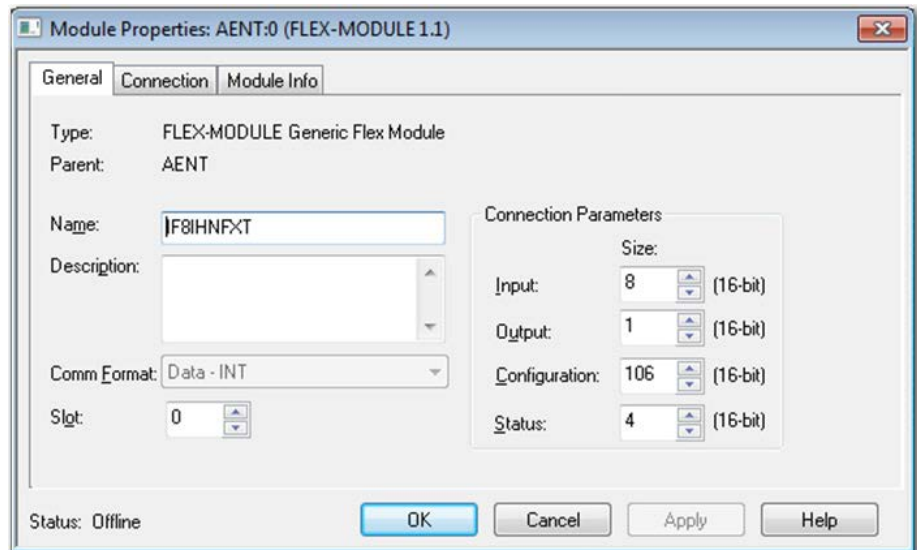 Module Properties: AENT:0 (FLEX-MODULE 1.1)
General Connection Module Info
Type: FLEX-MODULE Generic Flex Module
Parent: AENT
Name: IF8IHNFXT
Description:
Comm Format: Data - INT
Slot: 0
Connection Parameters
Size:
Input: 8 (16-bit)
Output: 1 (16-bit)
Configuration: 106 (16-bit)
Status: 4 (16-bit)
Status: Offline
OK Cancel Apply Help